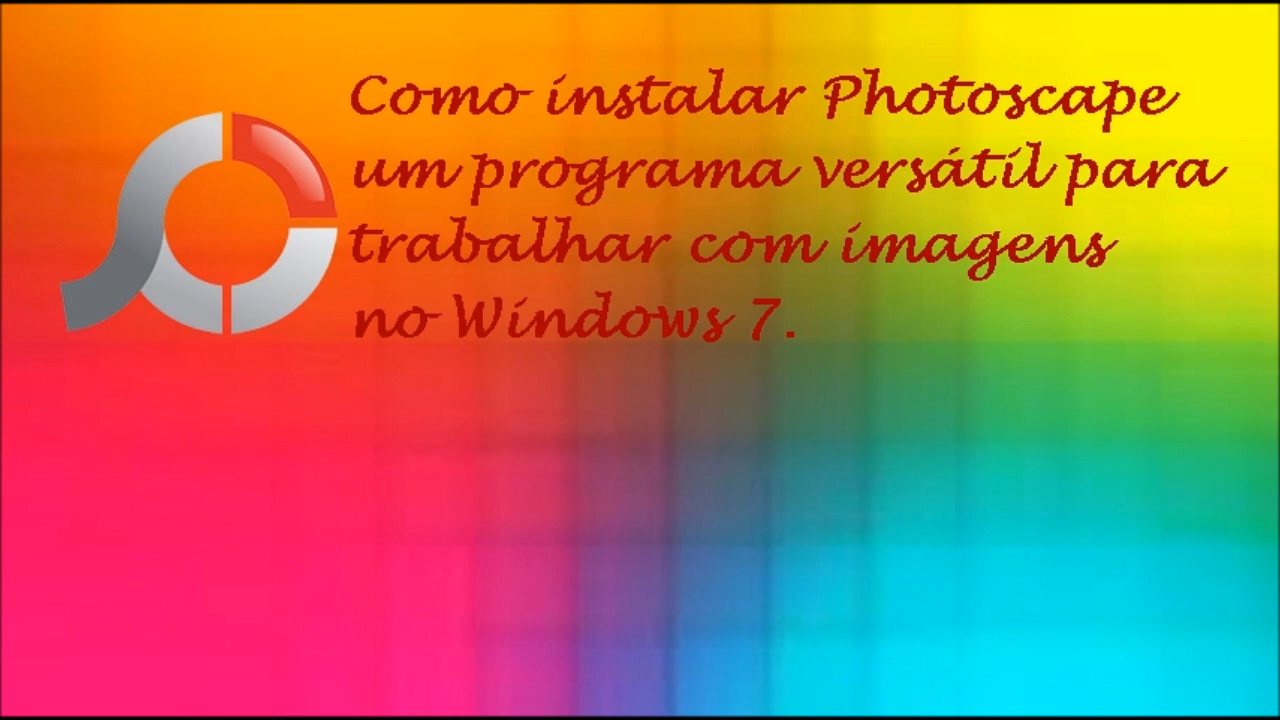 Como instalar Photoscape
um programa versátil para
trabalhar com imagens
no Windows 7.